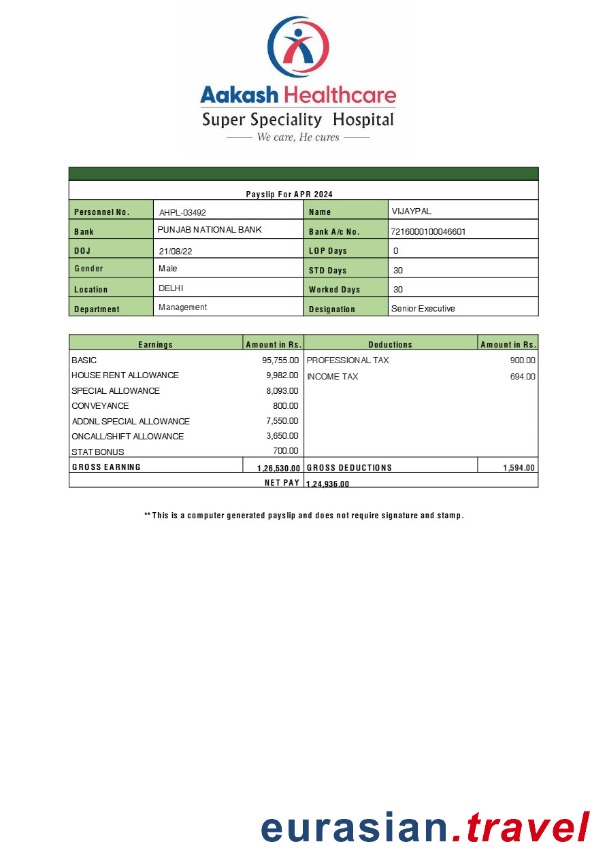 Aakash Healthcare
Super Speciality Hospital
We care, He cures
Payslip For APR 2024
Personnel No. AHPL-03492 Name VIJAYPAL
Bank PUNJAB NATIONAL BANK Bank A/c No. 7216000100046601
DOJ 21/08/22 LOP Days 0
Gender Male STD Days 30
Location DELHI Worked Days 30
Department Management Designation Senior Executive
Earnings Amount in Rs. Deductions Amount in Rs.
BASIC 95,755.00 PROFESSIONAL TAX 900.00
HOUSE RENT ALLOWANCE 9,982.00 INCOME TAX 694.00
SPECIAL ALLOWANCE 8,093.00
CONVEYANCE 800.00
ADDNL SPECIAL ALLOWANCE 7,550.00
ONCALL/SHIFT ALLOWANCE 3,650.00
STAT BONUS 700.00
GROSS EARNING 1,26,530.00 GROSS DEDUCTIONS 1,594.00
NET PAY 1,24,936.00
**This is a computer generated payslip and does not require signature and stamp.
eurasian.travel